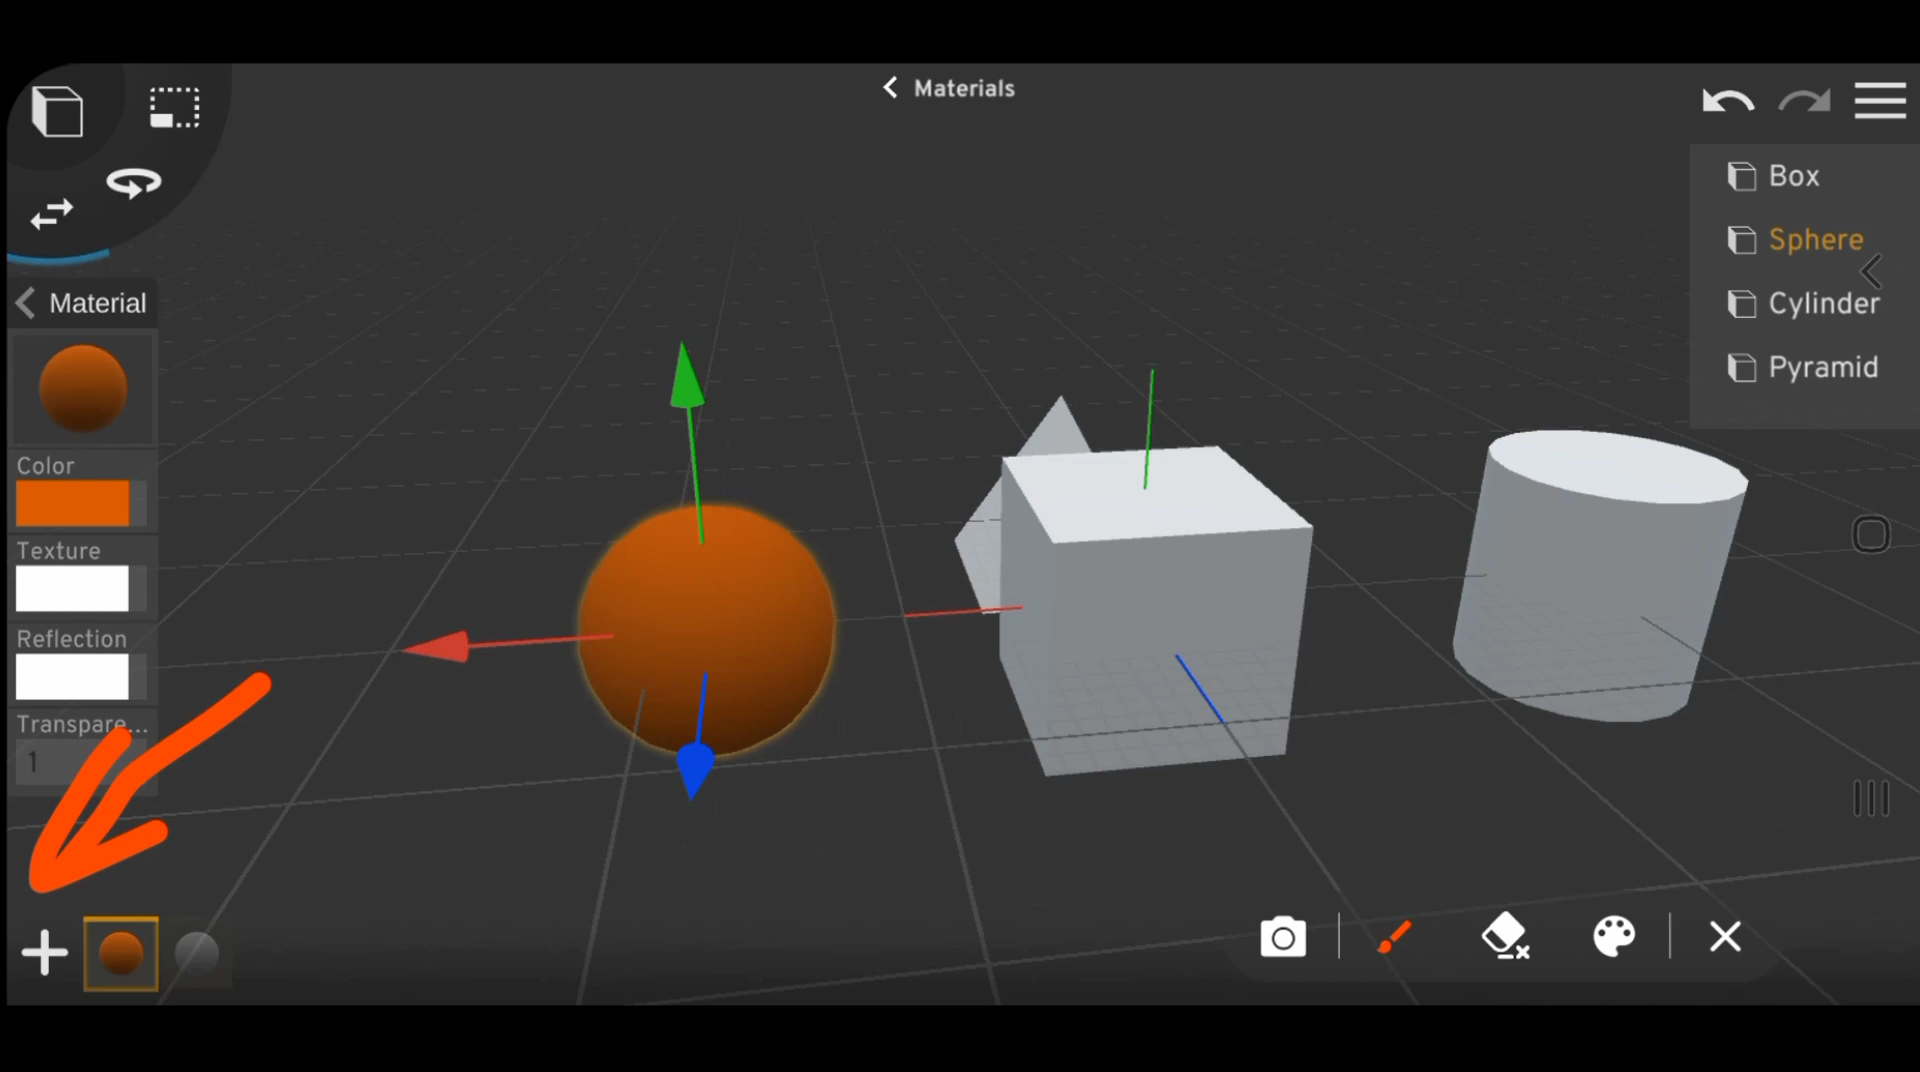 Materials
Box
Sphere
Cylinder
Pyramid
Material
Color
Texture
Reflection
Transpare...
1